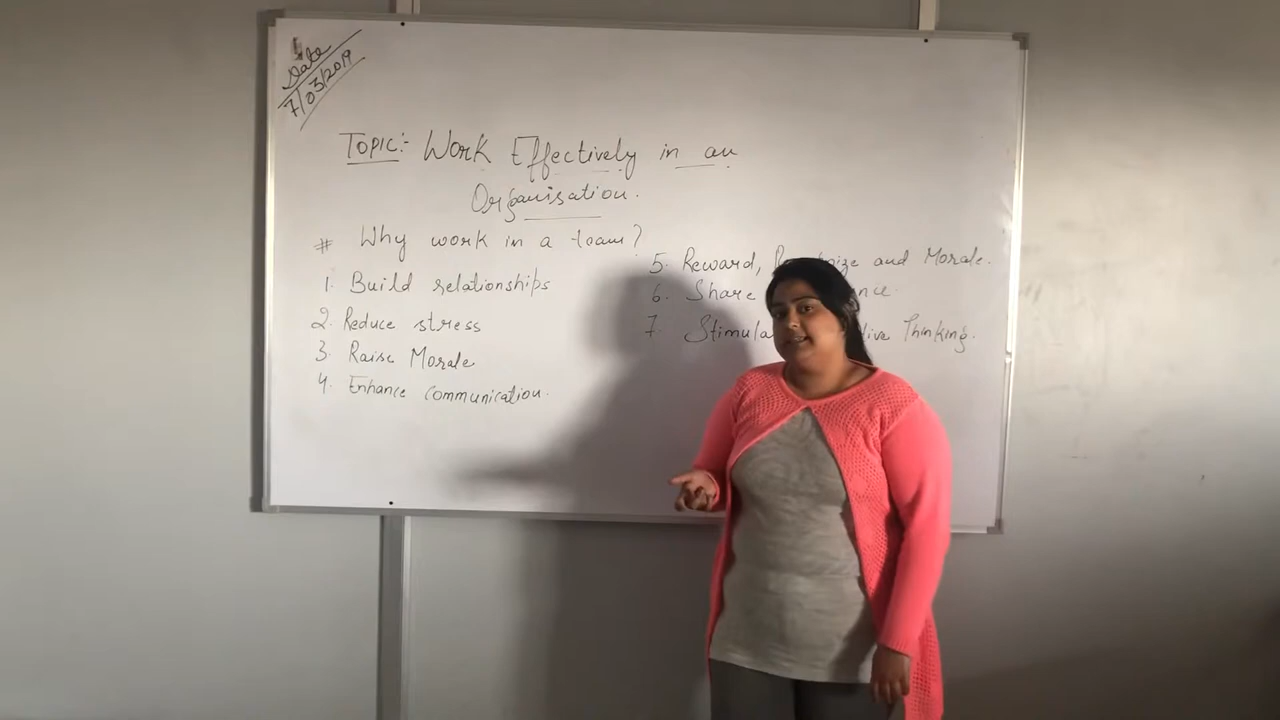 Date
7/03/2019
Topic:- Work Effectively in an
Organisation.
# Why work in a team?
1. Build relationships
2. Reduce stress
3. Raise Morale
4. Enhance communication.
5. Reward, and Morale.
6. Share
7. Thinking.